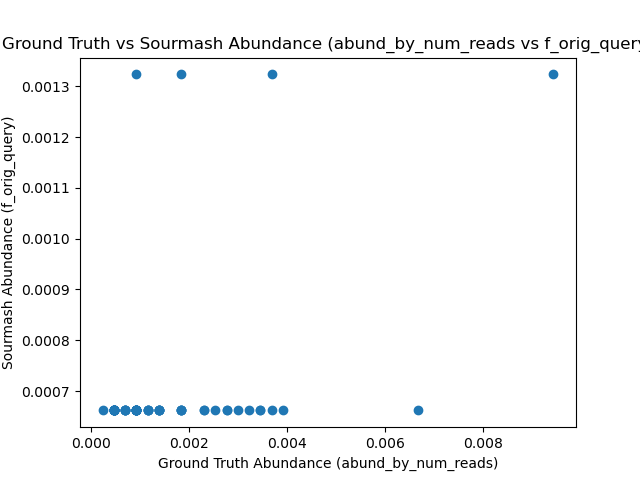 Ground Truth vs Sourmash Abundance (abund_by_num_reads vs f_orig_query
0.0013
0.0012
0.0011
0.0010
0.0009
0.0008
0.0007
Sourmash Abundance (f_orig_query)
0.000 0.002 0.004 0.006 0.008
Ground Truth Abundance (abund_by_num_reads)